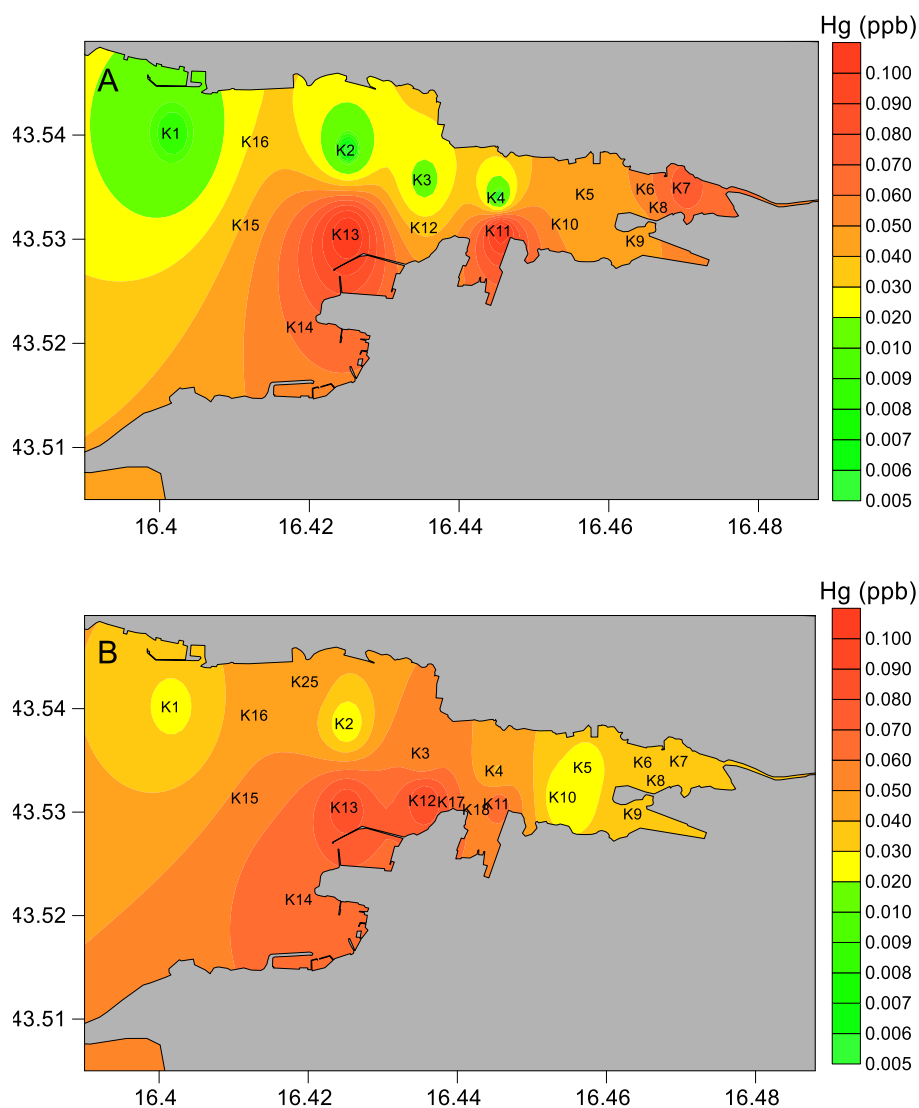 Hg (ppb)
A
0.100
0.090
0.080
0.070
0.060
0.050
0.040
0.030
0.020
0.010
0.009
0.008
0.007
0.006
0.005
43.54
43.53
43.52
43.51
K1
K16
K2
K3
K4
K5
K6
K7
K8
K15
K13
K12
K11
K10
K9
K14
16.4
16.42
16.44
16.46
16.48
Hg (ppb)
B
0.100
0.090
0.080
0.070
0.060
0.050
0.040
0.030
0.020
0.010
0.009
0.008
0.007
0.006
0.005
43.54
43.53
43.52
43.51
K25
K1
K16
K2
K3
K4
K5
K6
K7
K8
K15
K13
K12
K17
K18
K11
K10
K9
K14
16.4
16.42
16.44
16.46
16.48